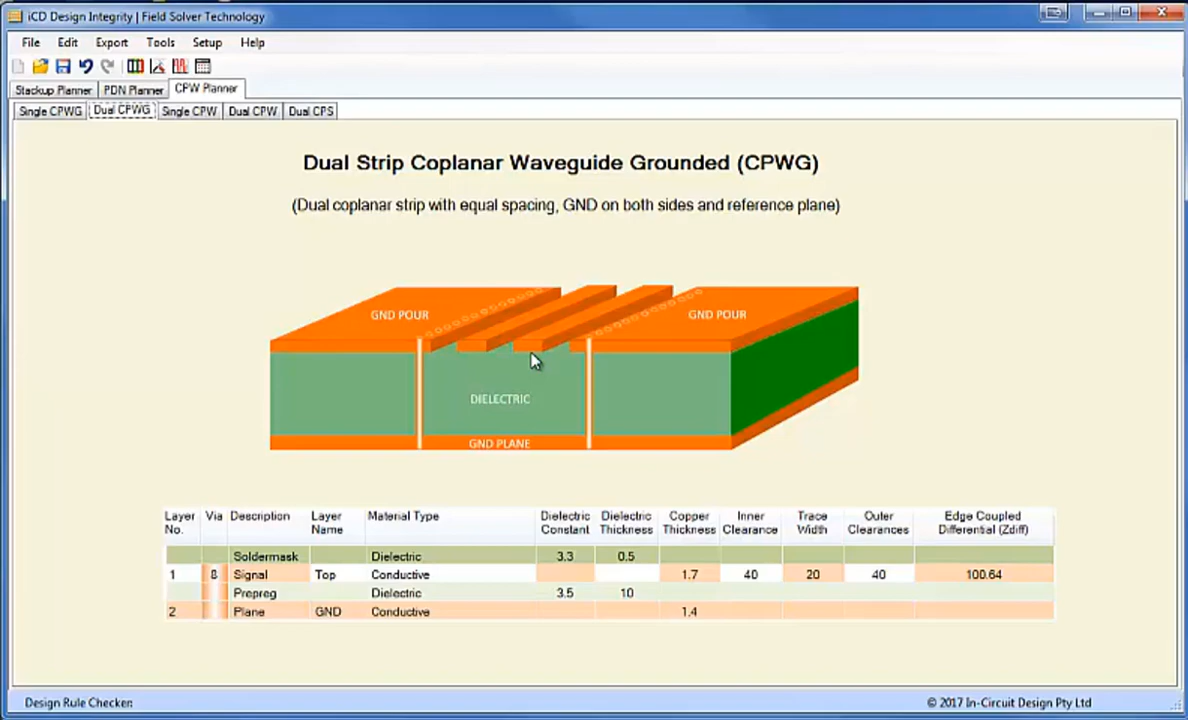 iCD Design Integrity | Field Solver Technology
File Edit Export Tools Setup Help
Stackup Planner PDN Planner CPW Planner
Single CPWG Dual CPWG Single CPW Dual CPW Dual CPS
Dual Strip Coplanar Waveguide Grounded (CPWG)
(Dual coplanar strip with equal spacing, GND on both sides and reference plane)
GND POUR GND POUR
DIELECTRIC
GND PLANE
Layer Via Description Layer Material Type Dielectric Dielectric Copper Inner Trace Outer Edge Coupled
No. Name Constant Thickness Thickness Clearance Width Clearances Differential (Zdiff)
Soldermask Dielectric 3.3 0.5
1 8 Signal Top Conductive 1.7 40 20 40 100.64
Prepreg Dielectric 3.5 10
2 Plane GND Conductive 1.4
Design Rule Checker: © 2017 In-Circuit Design Pty Ltd